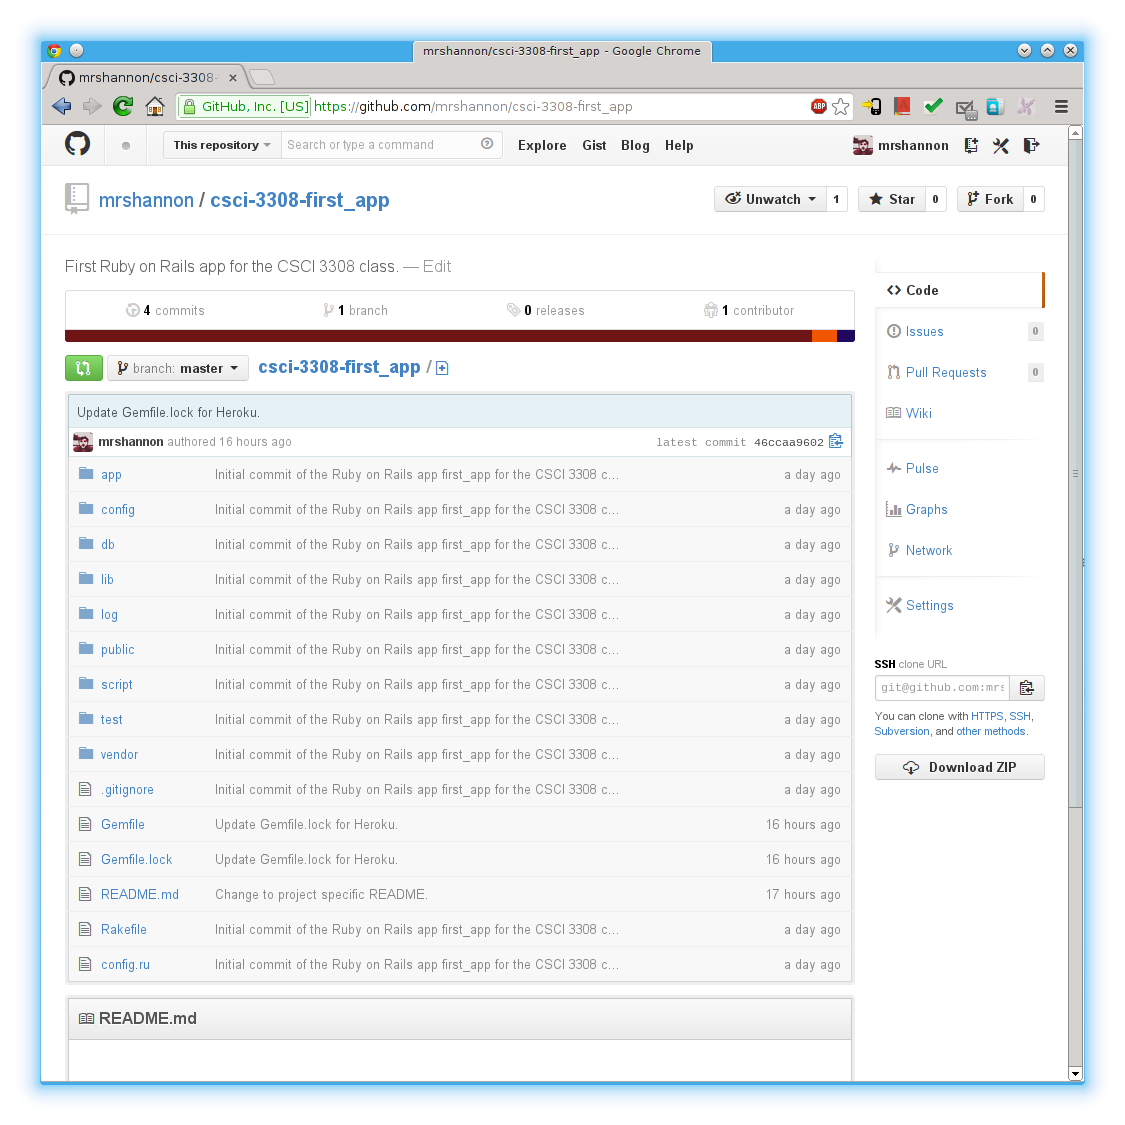 mrshannon/csci-3308-first_app - Google Chrome
mrshannon/csci-3308-
GitHub, Inc. [US] https://github.com/mrshannon/csci-3308-first_app
ABP
This repository Search or type a command Explore Gist Blog Help mrshannon
mrshannon / csci-3308-first_app
Unwatch 1 Star 0 Fork 0
First Ruby on Rails app for the CSCI 3308 class. — Edit
4 commits 1 branch 0 releases 1 contributor
branch: master csci-3308-first_app /
Update Gemfile.lock for Heroku.
mrshannon authored 16 hours ago latest commit 46ccaa9602
app Initial commit of the Ruby on Rails app first_app for the CSCI 3308 c... a day ago
config Initial commit of the Ruby on Rails app first_app for the CSCI 3308 c... a day ago
db Initial commit of the Ruby on Rails app first_app for the CSCI 3308 c... a day ago
lib Initial commit of the Ruby on Rails app first_app for the CSCI 3308 c... a day ago
log Initial commit of the Ruby on Rails app first_app for the CSCI 3308 c... a day ago
public Initial commit of the Ruby on Rails app first_app for the CSCI 3308 c... a day ago
script Initial commit of the Ruby on Rails app first_app for the CSCI 3308 c... a day ago
test Initial commit of the Ruby on Rails app first_app for the CSCI 3308 c... a day ago
vendor Initial commit of the Ruby on Rails app first_app for the CSCI 3308 c... a day ago
.gitignore Initial commit of the Ruby on Rails app first_app for the CSCI 3308 c... a day ago
Gemfile Update Gemfile.lock for Heroku. 16 hours ago
Gemfile.lock Update Gemfile.lock for Heroku. 16 hours ago
README.md Change to project specific README. 17 hours ago
Rakefile Initial commit of the Ruby on Rails app first_app for the CSCI 3308 c... a day ago
config.ru Initial commit of the Ruby on Rails app first_app for the CSCI 3308 c... a day ago
README.md
Code
Issues 0
Pull Requests 0
Wiki
Pulse
Graphs
Network
Settings
SSH clone URL
git@github.com:mrs
You can clone with HTTPS, SSH,
Subversion, and other methods.
Download ZIP